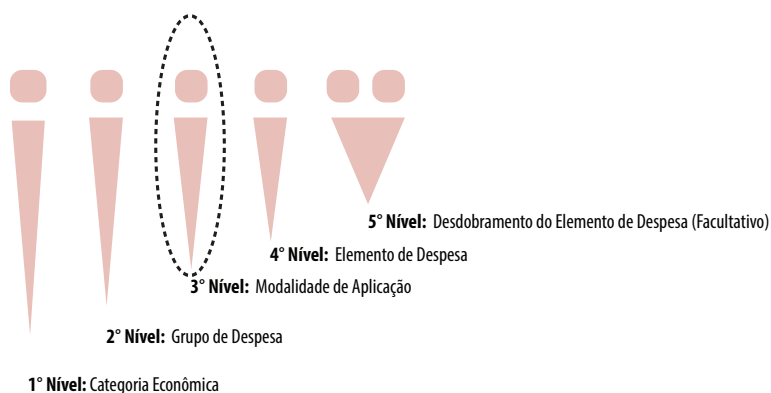 5° Nível: Desdobramento do Elemento de Despesa (Facultativo)
4° Nível: Elemento de Despesa
3° Nível: Modalidade de Aplicação
2° Nível: Grupo de Despesa
1° Nível: Categoria Econômica